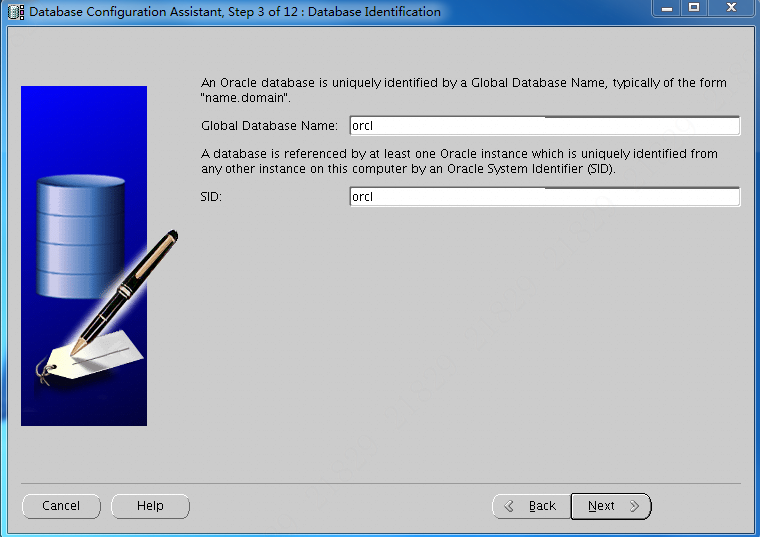 Database Configuration Assistant, Step 3 of 12 : Database Identification
An Oracle database is uniquely identified by a Global Database Name, typically of the form
"name.domain".
Global Database Name: orcl
A database is referenced by at least one Oracle instance which is uniquely identified from
any other instance on this computer by an Oracle System Identifier (SID).
SID: orcl
Cancel Help Back Next